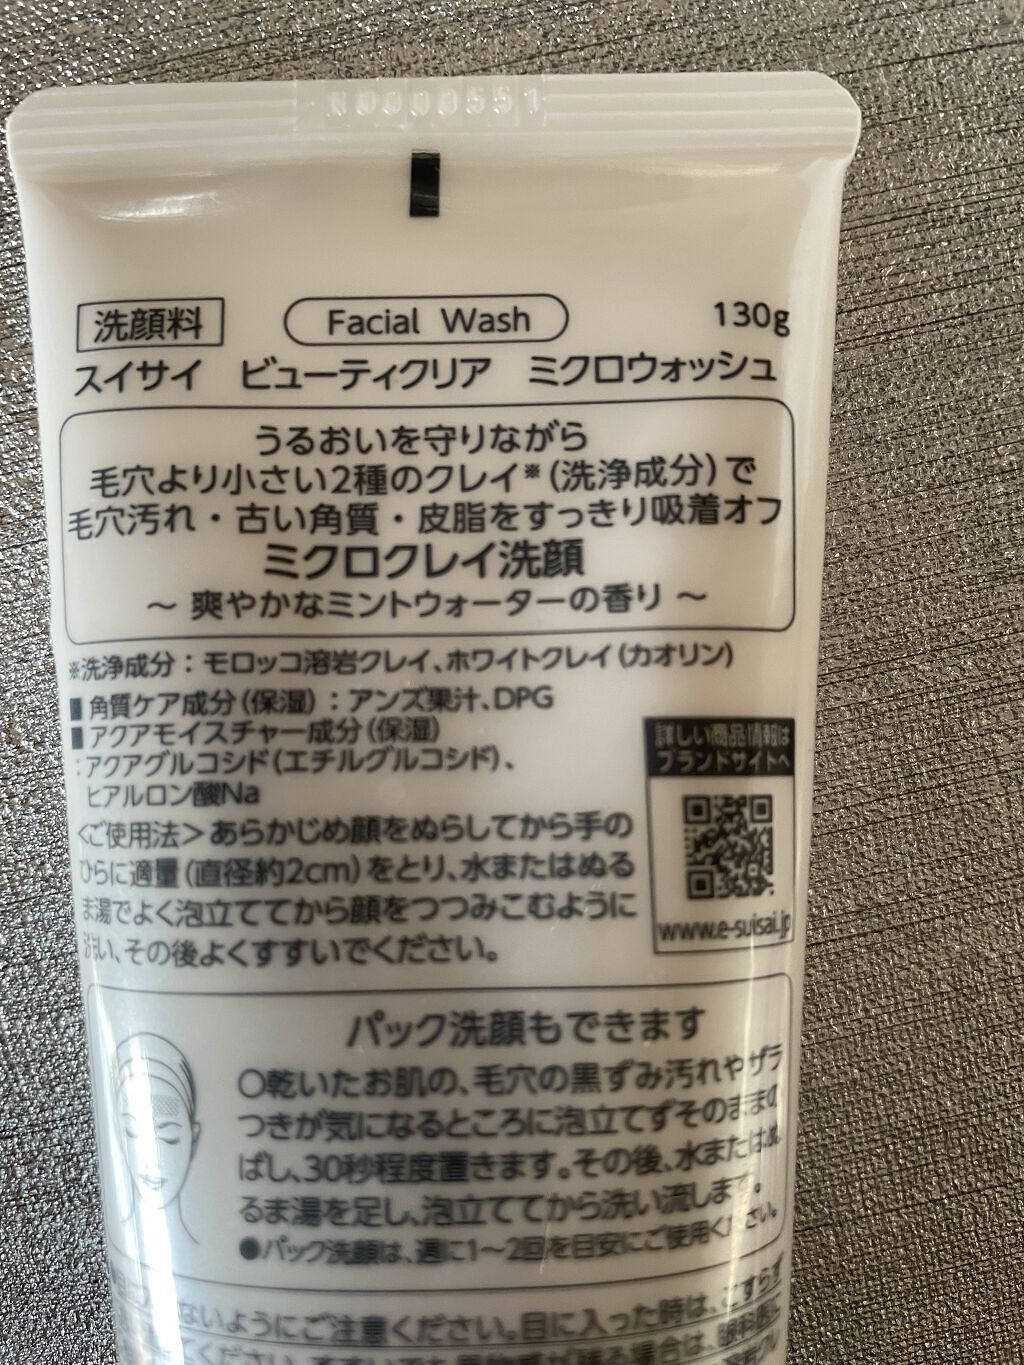 洗顔料 Facial Wash 130g
スイサイ ビューティクリア ミクロウォッシュ
うるおいを守りながら
毛穴より小さい2種のクレイ※(洗浄成分)で
毛穴汚れ・古い角質・皮脂をすっきり吸着オフ
ミクロクレイ洗顔
～ 爽やかなミントウォーターの香り ～
※洗浄成分：モロッコ溶岩クレイ、ホワイトクレイ(カオリン)
■角質ケア成分(保湿)：アンズ果汁、DPG
■アクアモイスチャー成分(保湿)
：アクアグルコシド(エチルグルコシド)、
ヒアルロン酸Na
詳しい商品情報は
ブランドサイトへ
www.e-suisai.jp
＜ご使用法＞あらかじめ顔をぬらしてから手の
ひらに適量(直径約2cm)をとり、水またはぬる
ま湯でよく泡立ててから顔をつつみこむように
洗い、その後よくすすいでください。
パック洗顔もできます
○乾いたお肌の、毛穴の黒ずみ汚れやザラ
つきが気になるところに泡立てずそのままの
ばし、30秒程度置きます。その後、水またはぬ
るま湯を足し、泡立ててから洗い流します。
●パック洗顔は、週に1～2回を目安にご使用ください。
ないようにご注意ください。目に入った時は、こすらず